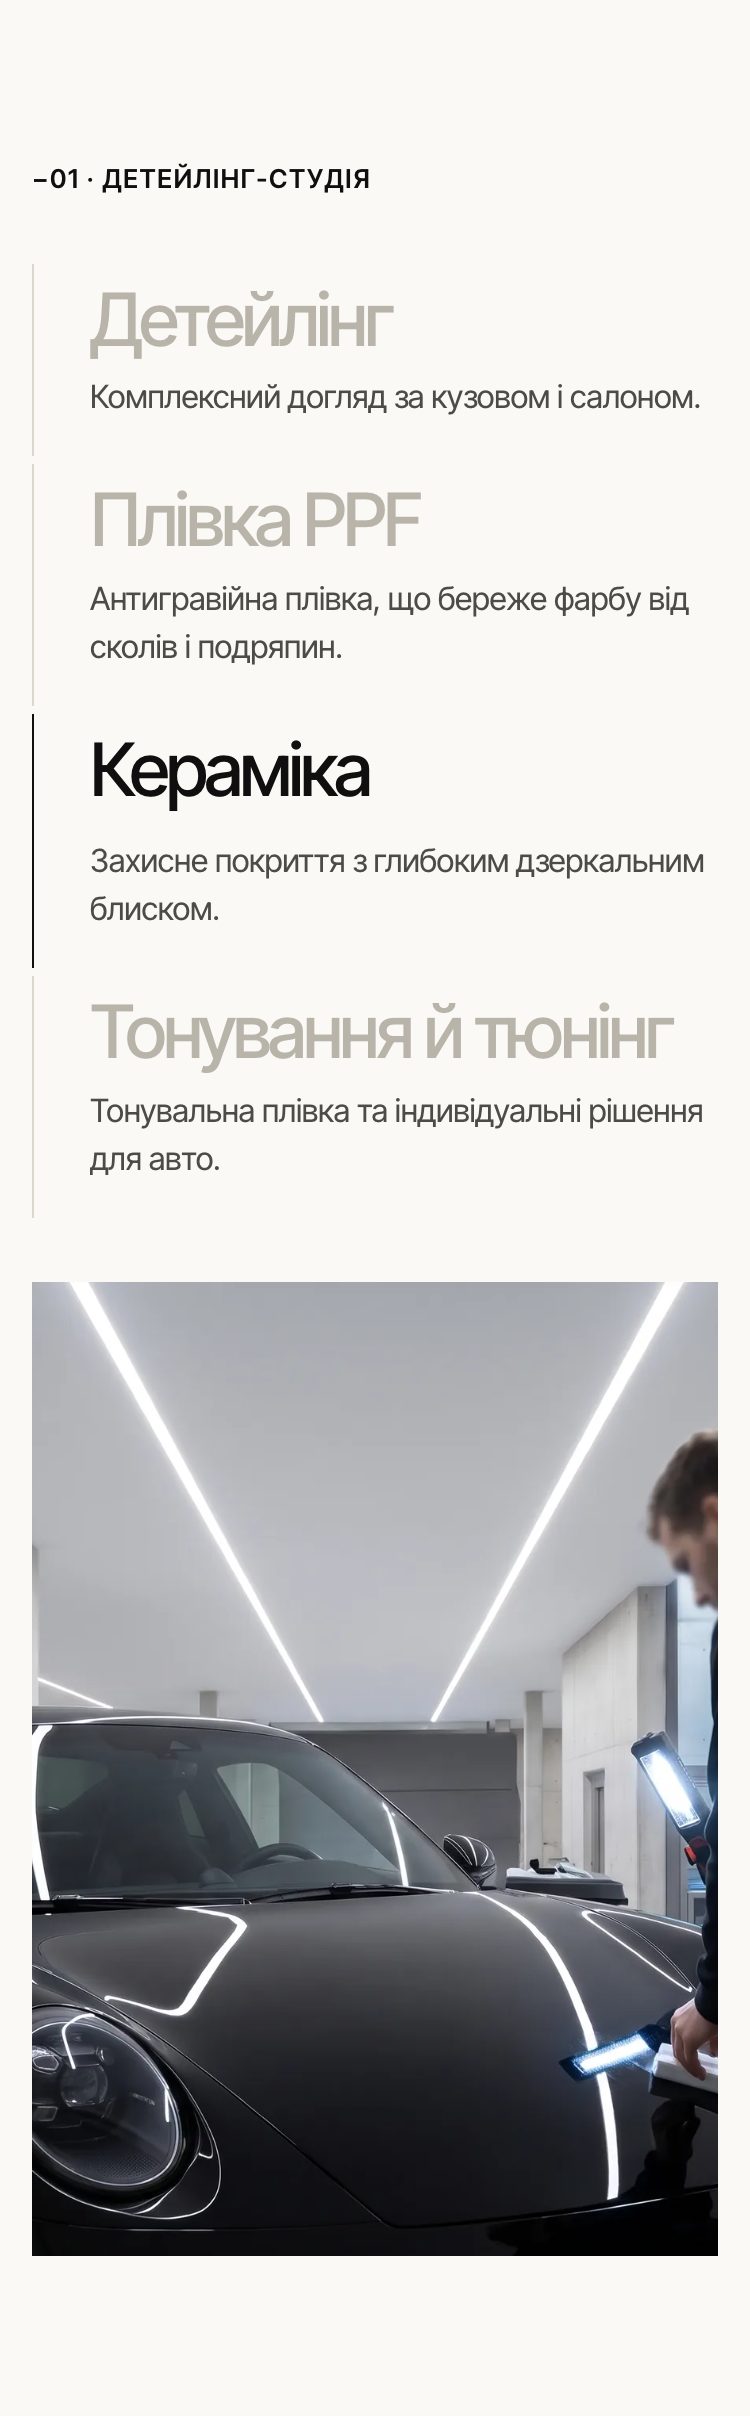 –01 · ДЕТЕЙЛІНГ-СТУДІЯ
Детейлінг
Комплексний догляд за кузовом і салоном.
Плівка PPF
Антигравійна плівка, що береже фарбу від
сколів і подряпин.
Кераміка
Захисне покриття з глибоким дзеркальним
блиском.
Тонування й тюнінг
Тонувальна плівка та індивідуальні рішення
для авто.